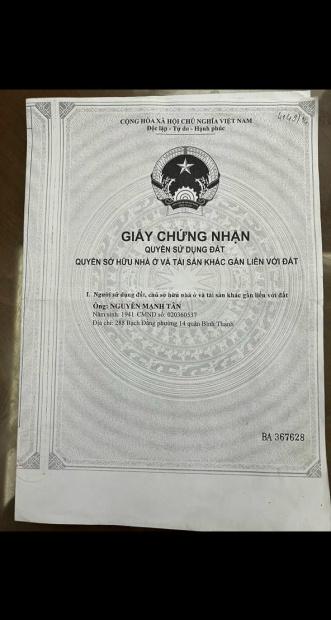 CỘNG HÒA XÃ HỘI CHỦ NGHĨA VIỆT NAM
Độc lập - Tự do - Hạnh phúc
GIẤY CHỨNG NHẬN
QUYỀN SỬ DỤNG ĐẤT
QUYỀN SỞ HỮU NHÀ Ở VÀ TÀI SẢN KHÁC GẮN LIỀN VỚI ĐẤT
I. Người sử dụng đất, chủ sở hữu nhà ở và tài sản khác gắn liền với đất
Ông: NGUYỄN MẠNH TÂN
Năm sinh: 1941 CMND số: 020360537
Địa chỉ: 288 Bạch Đằng phường 14 quận Bình Thạnh
BA 367628